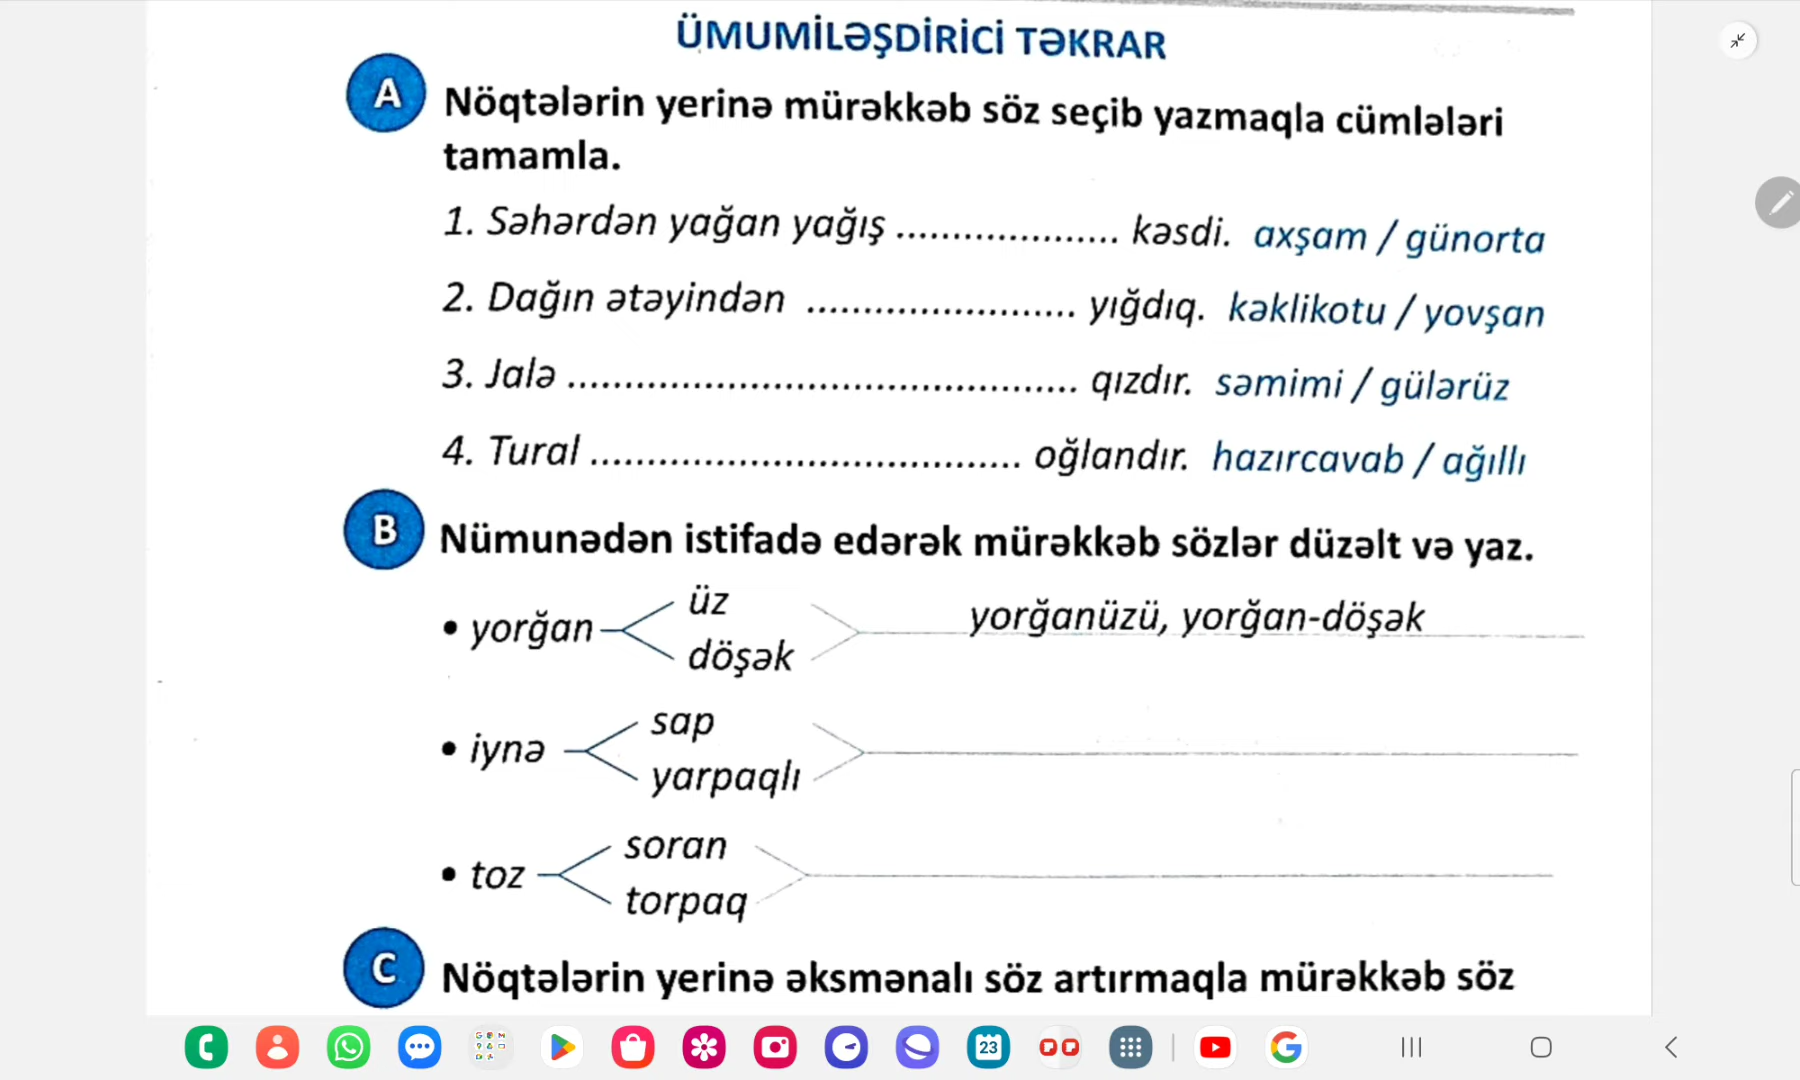 ÜMUMİLƏŞDİRİCİ TƏKRAR
A Nöqtələrin yerinə mürəkkəb söz seçib yazmaqla cümlələri
tamamla.
1. Səhərdən yağan yağış .................... kəsdi. axşam / günorta
2. Dağın ətəyindən ........................ yığdıq. kəklikotu / yovşan
3. Jalə ............................................. qızdır. səmimi / gülərüz
4. Tural ...................................... oğlandır. hazırcavab / ağıllı
B Nümunədən istifadə edərək mürəkkəb sözlər düzəlt və yaz.
üz
• yorğan yorğanüzü, yorğan-döşək
döşək
sap
• iynə
yarpaqlı
soran
• toz
torpaq
C Nöqtələrin yerinə əksmənalı söz artırmaqla mürəkkəb söz
23